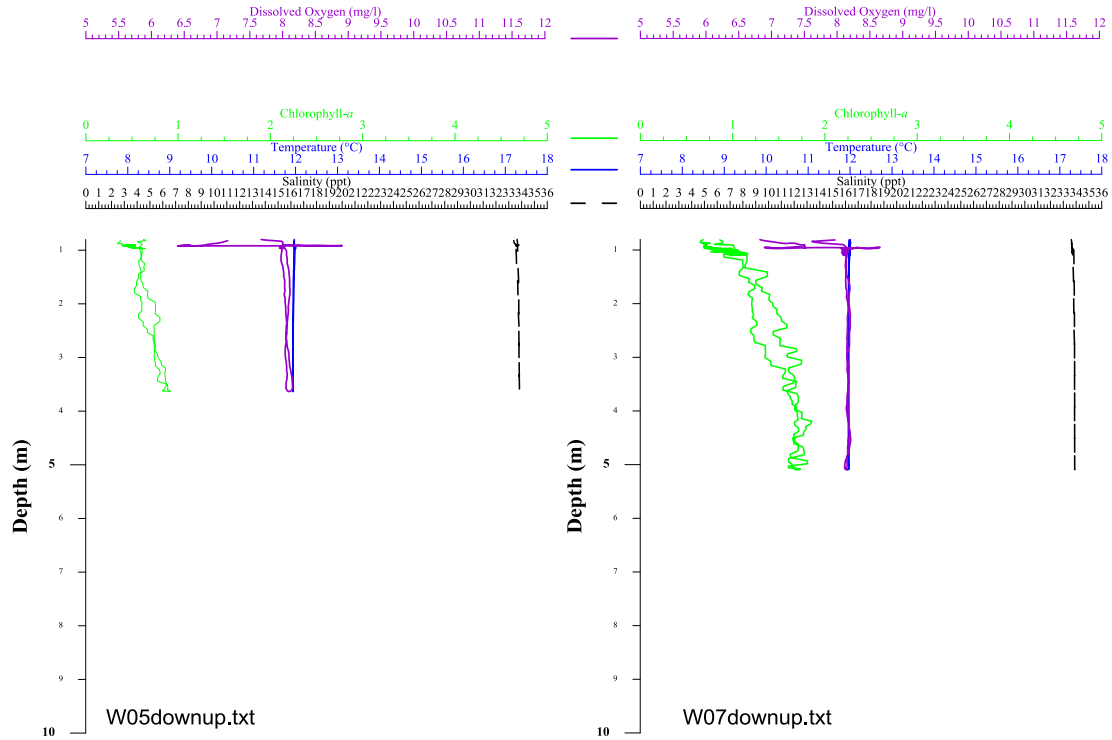 Dissolved Oxygen (mg/l)
5 5.5 6 6.5 7 7.5 8 8.5 9 9.5 10 10.5 11 11.5 12
Chlorophyll-a
0 1 2 3 4 5
Temperature (°C)
7 8 9 10 11 12 13 14 15 16 17 18
Salinity (ppt)
0 1 2 3 4 5 6 7 8 9 10 11 12 13 14 15 16 17 18 19 20 21 22 23 24 25 26 27 28 29 30 31 32 33 34 35 36
1
2
3
4
5
6
7
8
9
10
Depth (m)
W05downup.txt
Dissolved Oxygen (mg/l)
5 5.5 6 6.5 7 7.5 8 8.5 9 9.5 10 10.5 11 11.5 12
Chlorophyll-a
0 1 2 3 4 5
Temperature (°C)
7 8 9 10 11 12 13 14 15 16 17 18
Salinity (ppt)
0 1 2 3 4 5 6 7 8 9 10 11 12 13 14 15 16 17 18 19 20 21 22 23 24 25 26 27 28 29 30 31 32 33 34 35 36
1
2
3
4
5
6
7
8
9
10
Depth (m)
W07downup.txt